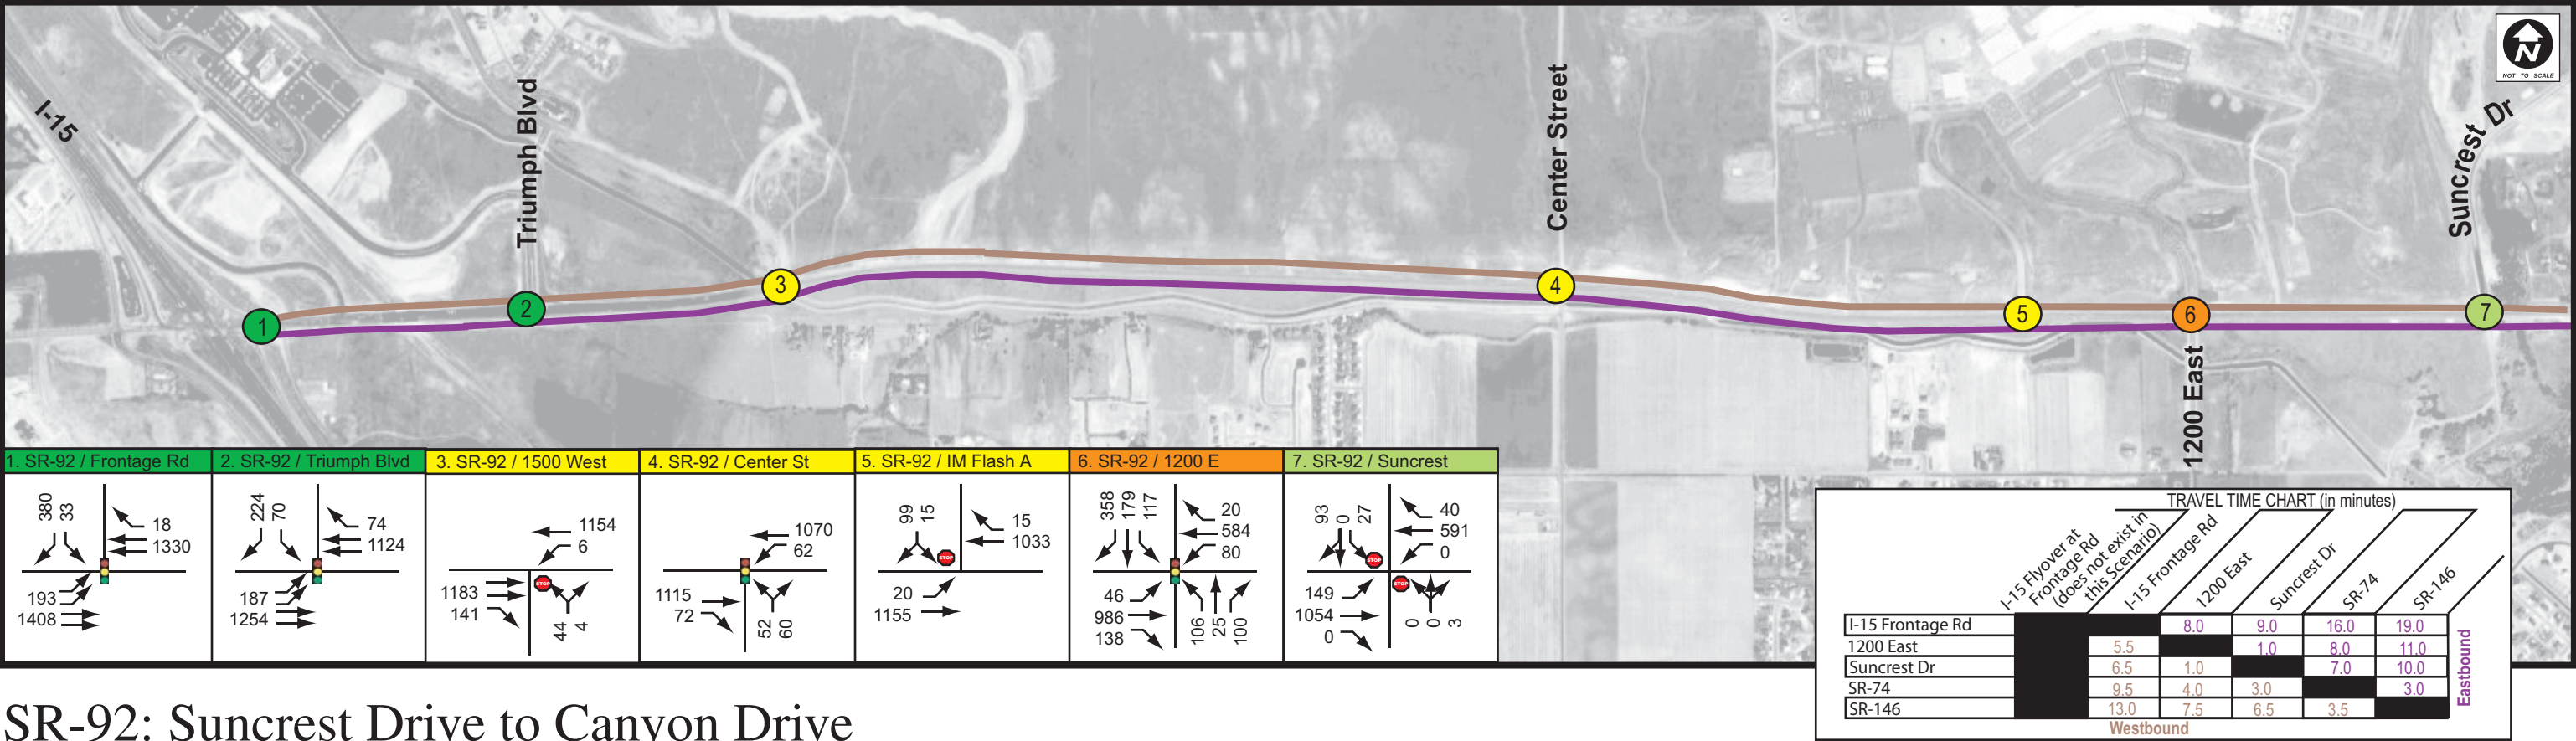 I-15
Triumph Blvd
Center Street
1200 East
Suncrest Dr
N
NOT TO SCALE
1
2
3
4
5
6
7
1. SR-92 / Frontage Rd
380
33
18
1330
193
1408
2. SR-92 / Triumph Blvd
224
70
74
1124
187
1254
3. SR-92 / 1500 West
1154
6
1183
141
STOP
44
4
4. SR-92 / Center St
1070
62
1115
72
52
60
5. SR-92 / IM Flash A
99
15
STOP
15
1033
20
1155
6. SR-92 / 1200 E
358
179
117
20
584
80
46
986
138
106
25
100
7. SR-92 / Suncrest
93
0
27
STOP
40
591
0
149
1054
0
STOP
0
0
3
TRAVEL TIME CHART (in minutes)
I-15 Flyover at
Frontage Rd
(does not exist in
this Scenario)
I-15 Frontage Rd
1200 East
Suncrest Dr
SR-74
SR-146
I-15 Frontage Rd 8.0 9.0 16.0 19.0
1200 East 5.5 1.0 8.0 11.0
Suncrest Dr 6.5 1.0 7.0 10.0
SR-74 9.5 4.0 3.0 3.0
SR-146 13.0 7.5 6.5 3.5
Eastbound
Westbound
SR-92: Suncrest Drive to Canyon Drive